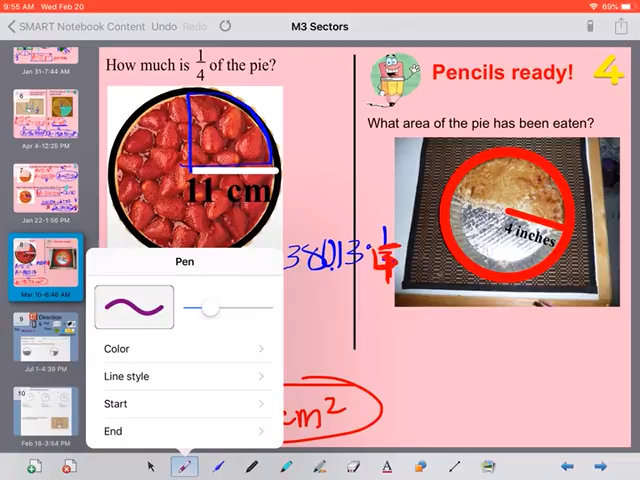 9:55 AM Wed Feb 20
69%
SMART Notebook Content Undo Redo
M3 Sectors
Jan 31-7:44 AM
6
Apr 4-12:25 PM
7
Jan 22-1:56 PM
8
Mar 10-6:46 AM
9 Direction
Jul 1-4:39 PM
10
Feb 16-3:54 PM
How much is 1/4 of the pie?
11 cm
380.13 · 1/4
cm²
Pen
Color
Line style
Start
End
Pencils ready! 4
What area of the pie has been eaten?
4 inches
A